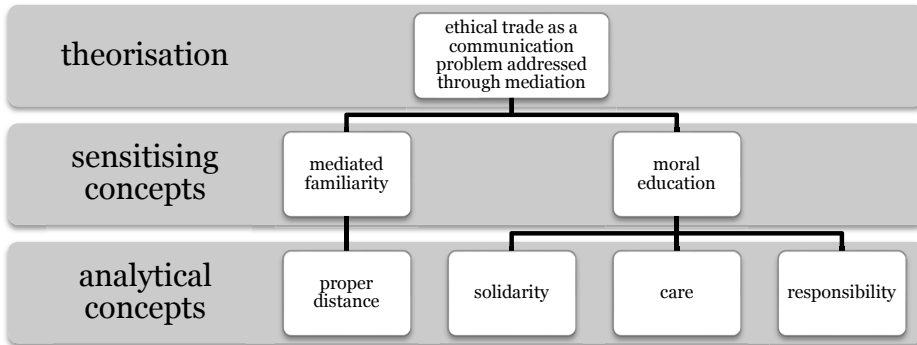 theorisation
ethical trade as a
communication
problem addressed
through mediation
sensitising
concepts
mediated
familiarity
moral
education
analytical
concepts
proper
distance
solidarity
care
responsibility